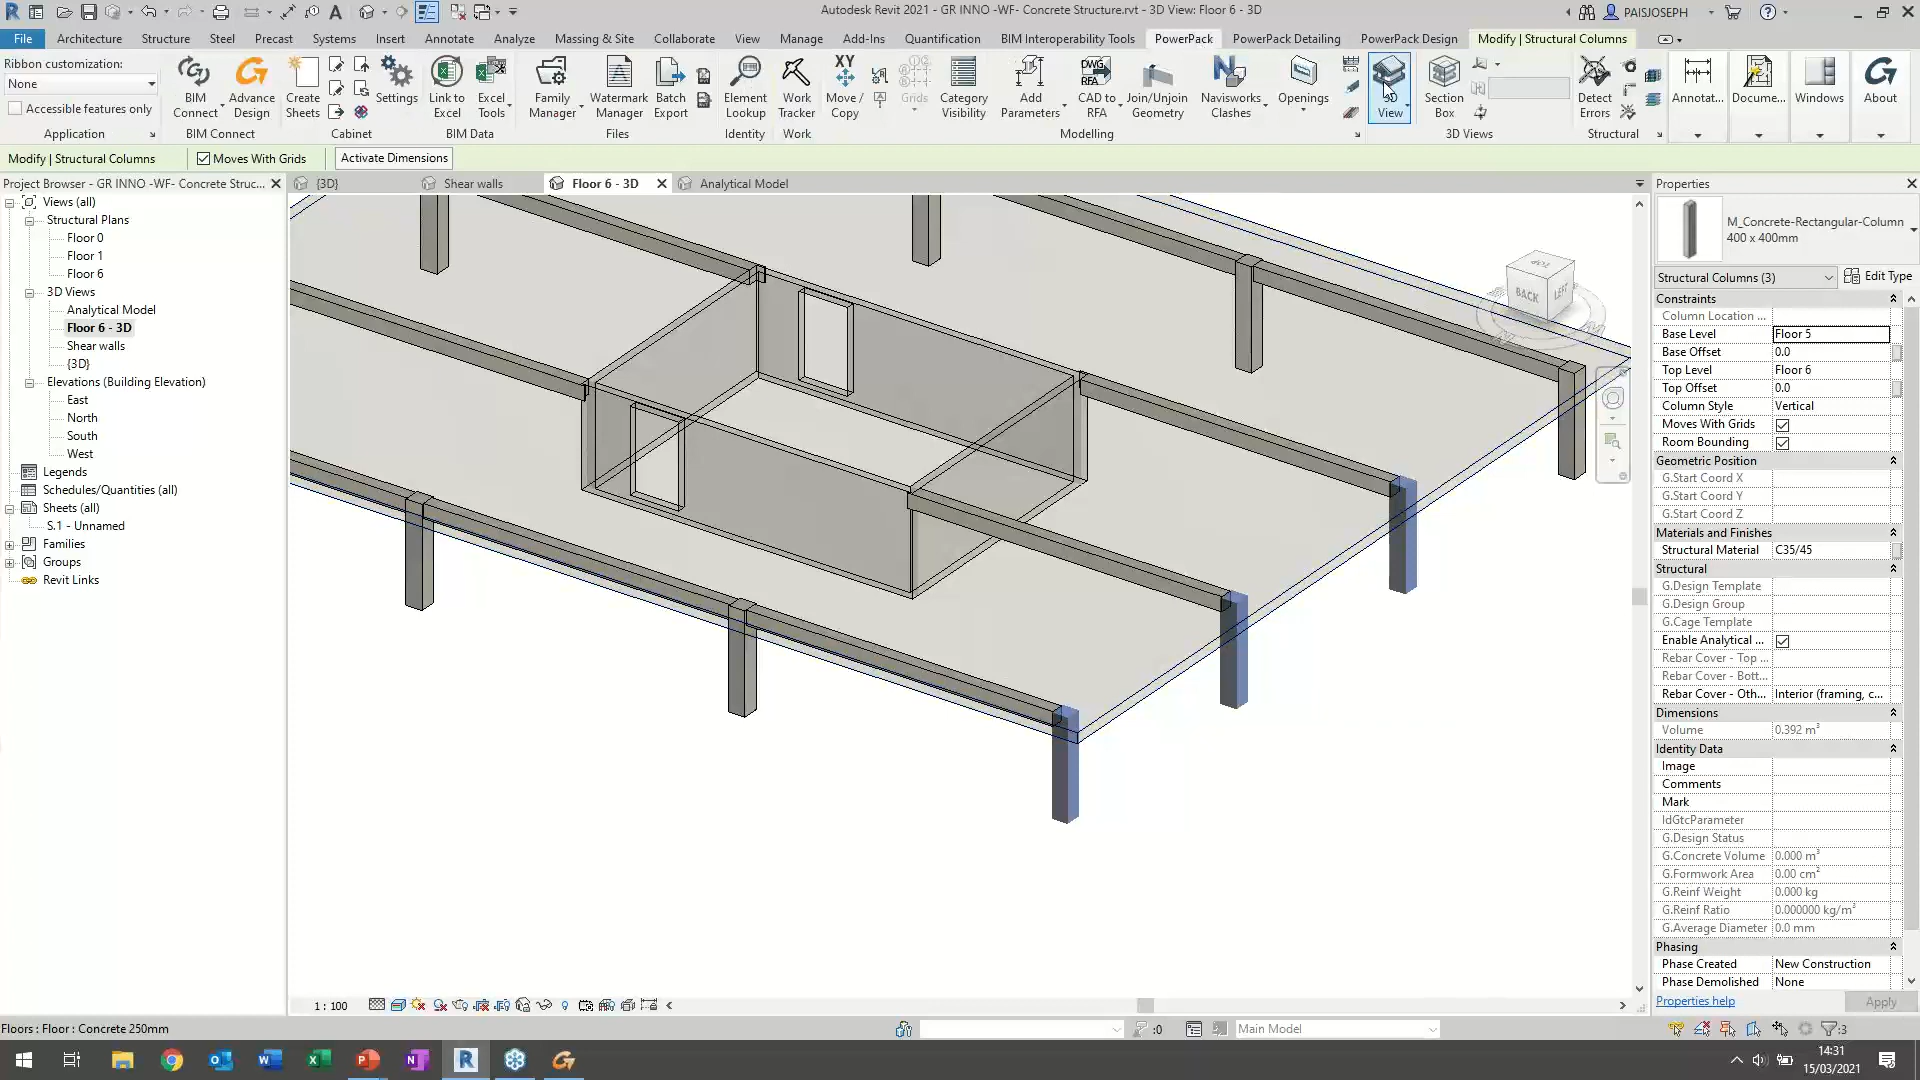 Autodesk Revit 2021 - GR INNO -WF- Concrete Structure.rvt - 3D View: Floor 6 - 3D
PAISJOSEPH
File
Architecture
Structure
Steel
Precast
Systems
Insert
Annotate
Analyze
Massing & Site
Collaborate
View
Manage
Add-Ins
Quantification
BIM Interoperability Tools
PowerPack
PowerPack Detailing
PowerPack Design
Modify | Structural Columns
Ribbon customization:
None
Accessible features only
Application
BIM Connect
Advance Design
BIM Connect
Create Sheets
Settings
Cabinet
Link to Excel
Excel Tools
BIM Data
Family Manager
Watermark Manager
Batch Export
Files
Element Lookup
Identity
Work Tracker
Work
XY
Move / Copy
Grids
Category Visibility
Add Parameters
DWG
RFA
CAD to RFA
Join/Unjoin Geometry
Navisworks Clashes
Openings
Modelling
3D View
Section Box
3D Views
Detect Errors
Structural
Annotat...
Docume...
Windows
About
Modify | Structural Columns
Moves With Grids
Activate Dimensions
Project Browser - GR INNO -WF- Concrete Struc...
{3D}
Shear walls
Floor 6 - 3D
Analytical Model
Views (all)
Structural Plans
Floor 0
Floor 1
Floor 6
3D Views
Analytical Model
Floor 6 - 3D
Shear walls
{3D}
Elevations (Building Elevation)
East
North
South
West
Legends
Schedules/Quantities (all)
Sheets (all)
S.1 - Unnamed
Families
Groups
Revit Links
TOP
BACK
LEFT
Properties
M_Concrete-Rectangular-Column
400 x 400mm
Structural Columns (3)
Edit Type
Constraints
Column Location ...
Base Level Floor 5
Base Offset 0.0
Top Level Floor 6
Top Offset 0.0
Column Style Vertical
Moves With Grids
Room Bounding
Geometric Position
G.Start Coord X
G.Start Coord Y
G.Start Coord Z
Materials and Finishes
Structural Material C35/45
Structural
G.Design Template
G.Design Group
G.Cage Template
Enable Analytical ...
Rebar Cover - Top ...
Rebar Cover - Bott...
Rebar Cover - Oth... Interior (framing, c...
Dimensions
Volume 0.392 m³
Identity Data
Image
Comments
Mark
IdGtcParameter
G.Design Status
G.Concrete Volume 0.000 m³
G.Formwork Area 0.00 cm²
G.Reinf Weight 0.000 kg
G.Reinf Ratio 0.000000 kg/m³
G.Average Diameter 0.0 mm
Phasing
Phase Created New Construction
Phase Demolished None
Properties help
Apply
1 : 100
Floors : Floor : Concrete 250mm
:0
Main Model
:3
14:31
15/03/2021